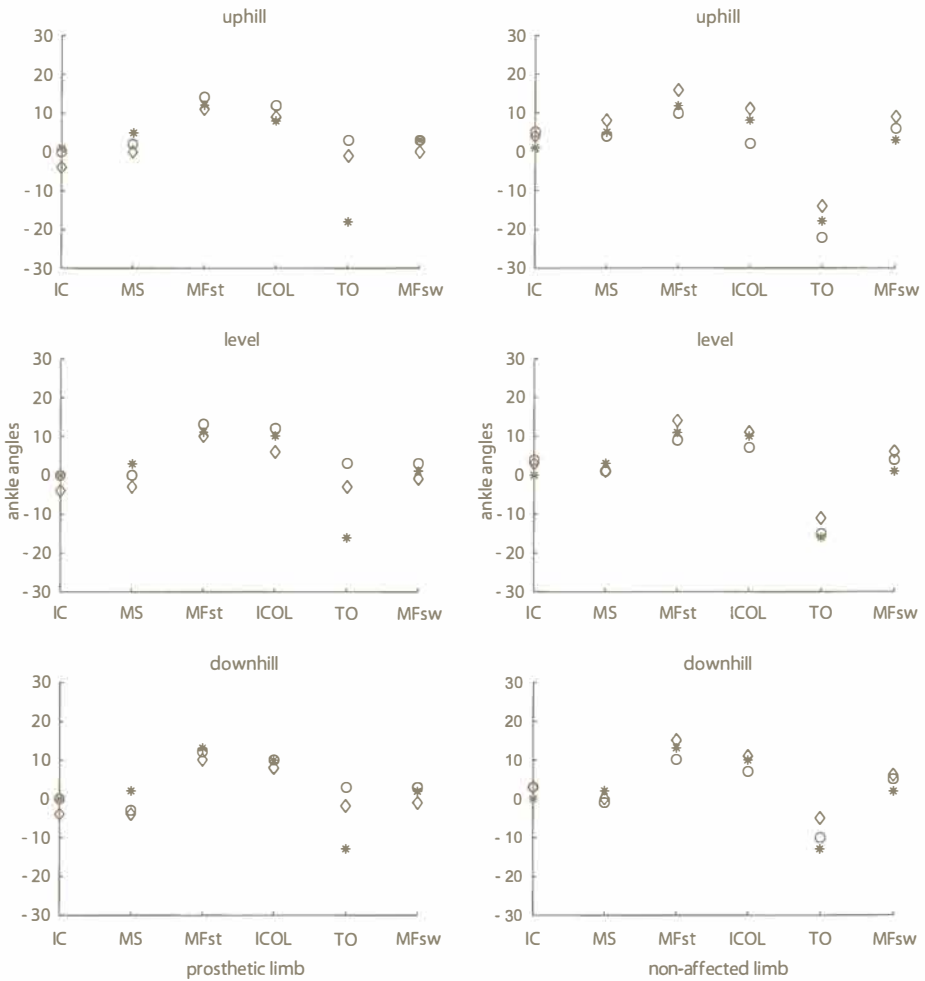 uphill
30
20
10
0
- 10
- 20
- 30
IC MS MFst ICOL TO MFsw
uphill
30
20
10
0
- 10
- 20
- 30
IC MS MFst ICOL TO MFsw
level
ankle angles
30
20
10
0
- 10
- 20
- 30
IC MS MFst ICOL TO MFsw
level
ankle angles
30
20
10
0
- 10
- 20
- 30
IC MS MFst ICOL TO MFsw
downhill
30
20
10
0
- 10
- 20
- 30
IC MS MFst ICOL TO MFsw
prosthetic limb
downhill
30
20
10
0
- 10
- 20
- 30
IC MS MFst ICOL TO MFsw
non-affected limb